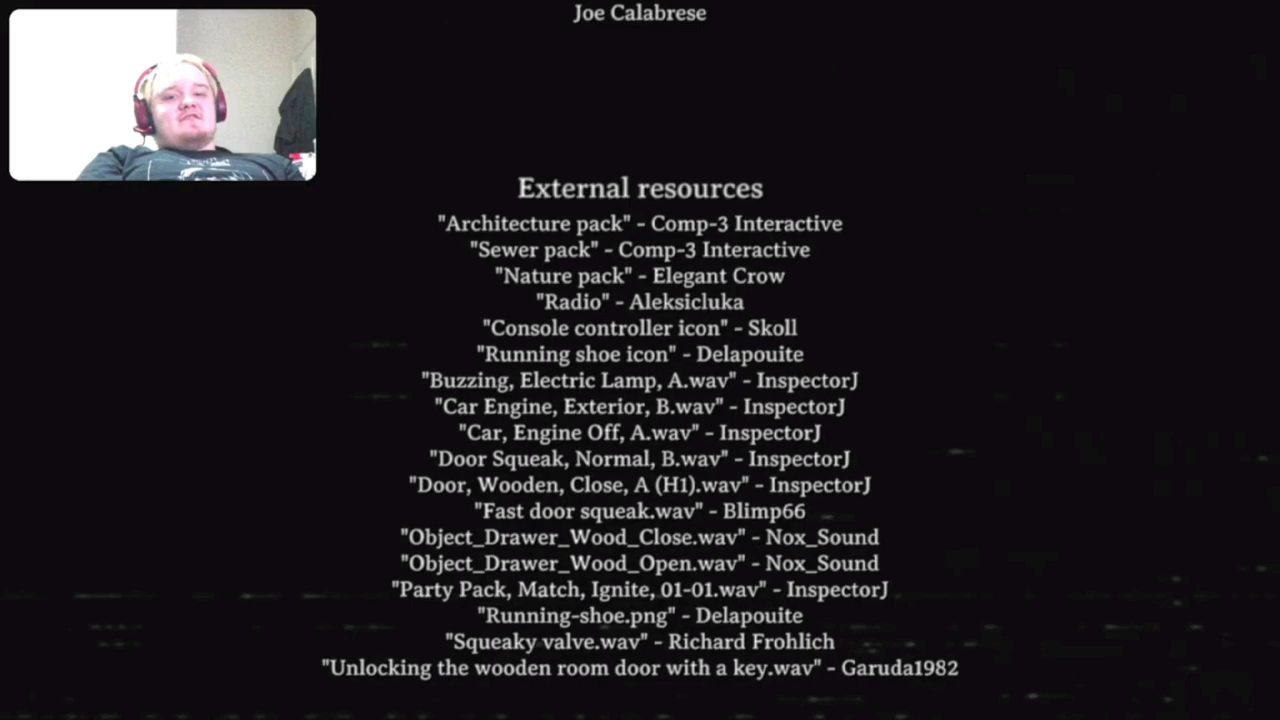 Joe Calabrese
External resources
"Architecture pack" - Comp-3 Interactive
"Sewer pack" - Comp-3 Interactive
"Nature pack" - Elegant Crow
"Radio" - Aleksicluka
"Console controller icon" - Skoll
"Running shoe icon" - Delapouite
"Buzzing, Electric Lamp, A.wav" - InspectorJ
"Car Engine, Exterior, B.wav" - InspectorJ
"Car, Engine Off, A.wav" - InspectorJ
"Door Squeak, Normal, B.wav" - InspectorJ
"Door, Wooden, Close, A (H1).wav" - InspectorJ
"Fast door squeak.wav" - Blimp66
"Object_Drawer_Wood_Close.wav" - Nox_Sound
"Object_Drawer_Wood_Open.wav" - Nox_Sound
"Party Pack, Match, Ignite, 01-01.wav" - InspectorJ
"Running-shoe.png" - Delapouite
"Squeaky valve.wav" - Richard Frohlich
"Unlocking the wooden room door with a key.wav" - Garuda1982